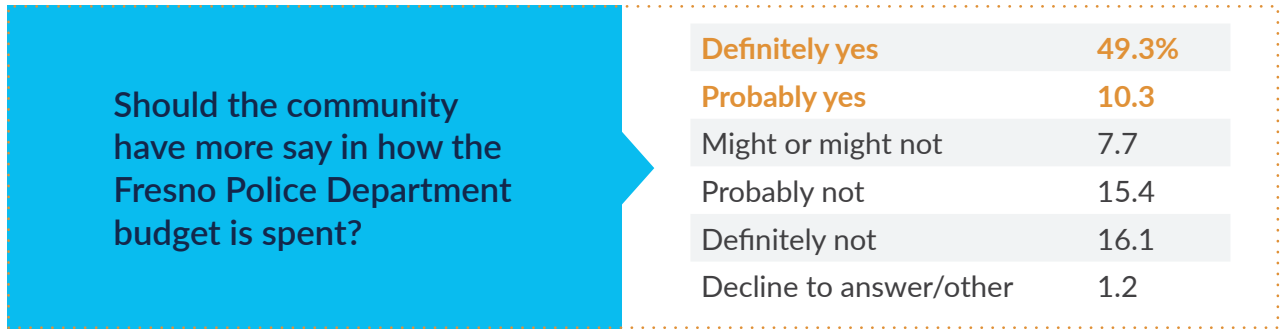 Should the community
have more say in how the
Fresno Police Department
budget is spent?
Definitely yes 49.3%
Probably yes 10.3
Might or might not 7.7
Probably not 15.4
Definitely not 16.1
Decline to answer/other 1.2